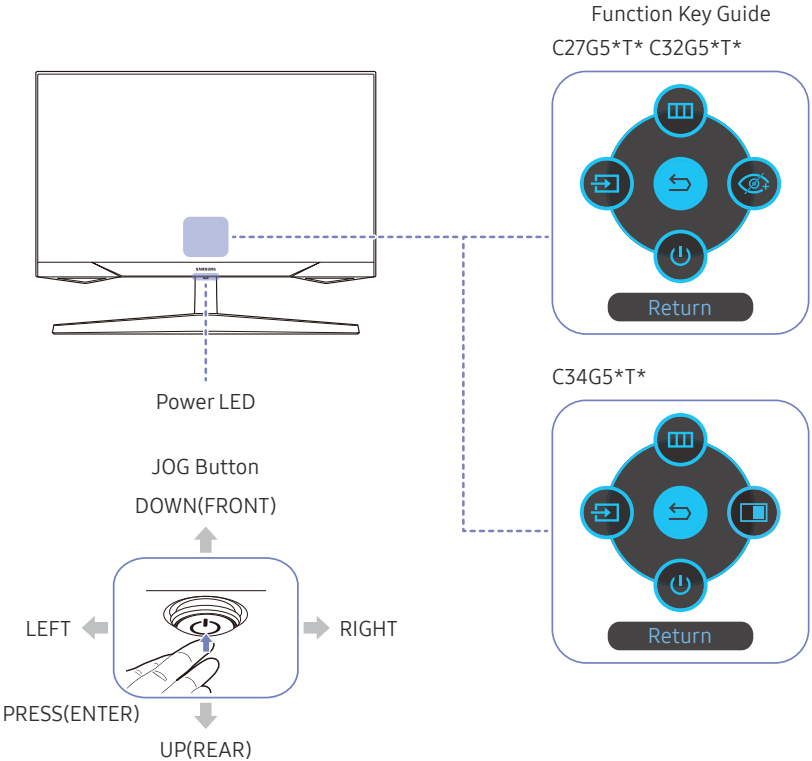 Function Key Guide
C27G5*T* C32G5*T*
Return
SAMSUNG
Power LED
C34G5*T*
Return
JOG Button
DOWN(FRONT)
LEFT
RIGHT
PRESS(ENTER)
UP(REAR)